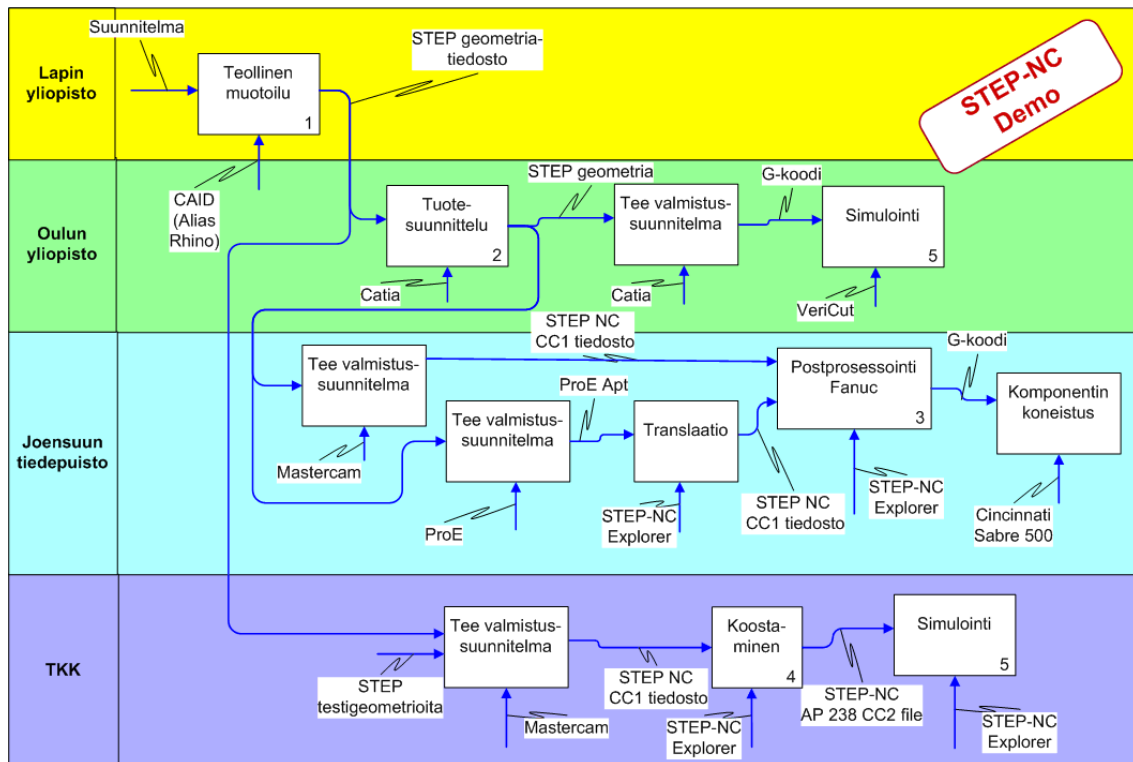 Suunnitelma
Lapin
yliopisto
Teollinen
muotoilu
1
STEP geometria-
tiedosto
STEP-NC
Demo
CAID
(Alias
Rhino)
Oulun
yliopisto
Tuote-
suunnittelu
2
Catia
STEP geometria
Tee valmistus-
suunnitelma
Catia
G-koodi
Simulointi
5
VeriCut
Joensuun
tiedepuisto
Tee valmistus-
suunnitelma
Mastercam
STEP NC
CC1 tiedosto
Tee valmistus-
suunnitelma
ProE
ProE Apt
Translaatio
STEP-NC
Explorer
STEP NC
CC1 tiedosto
Postprosessointi
Fanuc
3
STEP-NC
Explorer
G-koodi
Komponentin
koneistus
Cincinnati
Sabre 500
TKK
STEP
testigeometrioita
Tee valmistus-
suunnitelma
Mastercam
STEP NC
CC1 tiedosto
Koosta-
minen
4
STEP-NC
Explorer
STEP-NC
AP 238 CC2 file
Simulointi
5
STEP-NC
Explorer